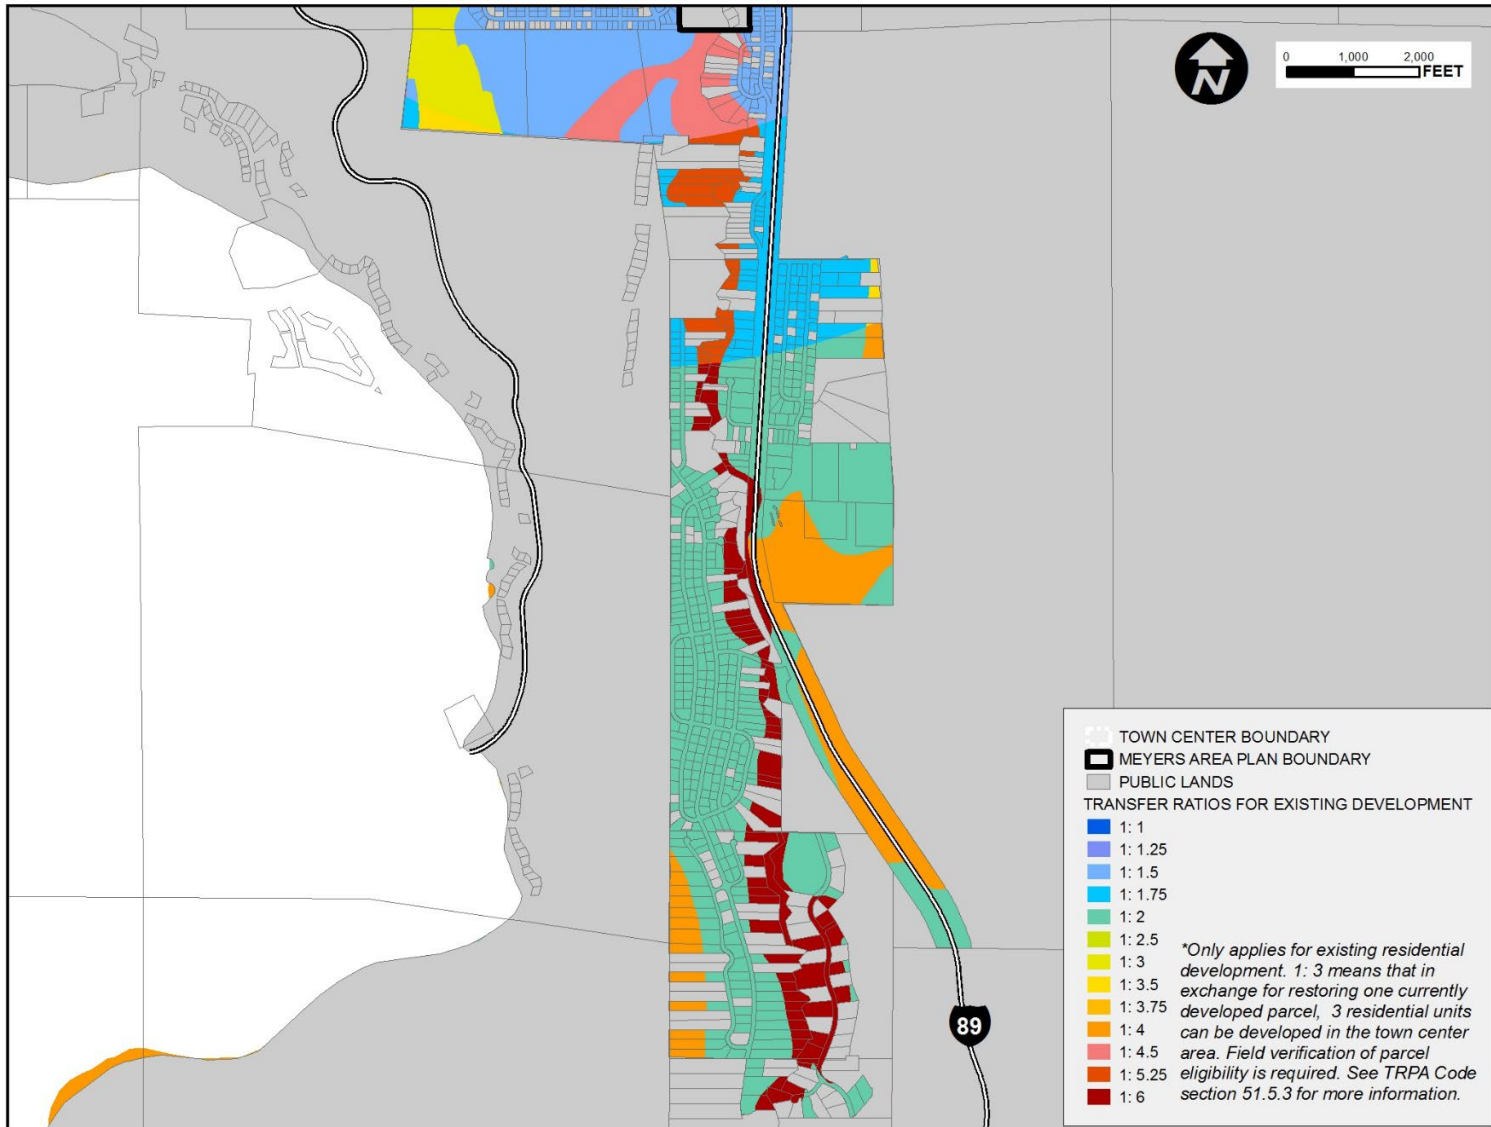 N
0 1,000 2,000
FEET
TOWN CENTER BOUNDARY
MEYERS AREA PLAN BOUNDARY
PUBLIC LANDS
TRANSFER RATIOS FOR EXISTING DEVELOPMENT
1: 1
1: 1.25
1: 1.5
1: 1.75
1: 2
1: 2.5
1: 3
1: 3.5
1: 3.75
1: 4
1: 4.5
1: 5.25
1: 6
*Only applies for existing residential
development. 1: 3 means that in
exchange for restoring one currently
developed parcel, 3 residential units
can be developed in the town center
area. Field verification of parcel
eligibility is required. See TRPA Code
section 51.5.3 for more information.
89